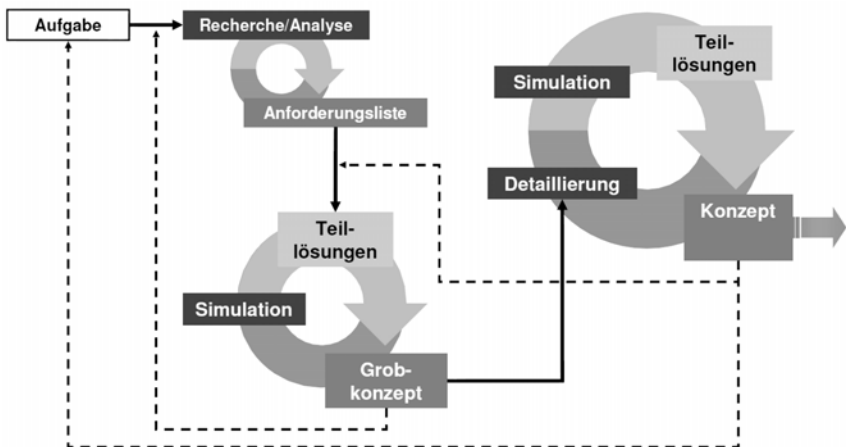 Aufgabe
Recherche/Analyse
Anforderungsliste
Teil-
lösungen
Simulation
Grob-
konzept
Teil-
lösungen
Simulation
Detaillierung
Konzept